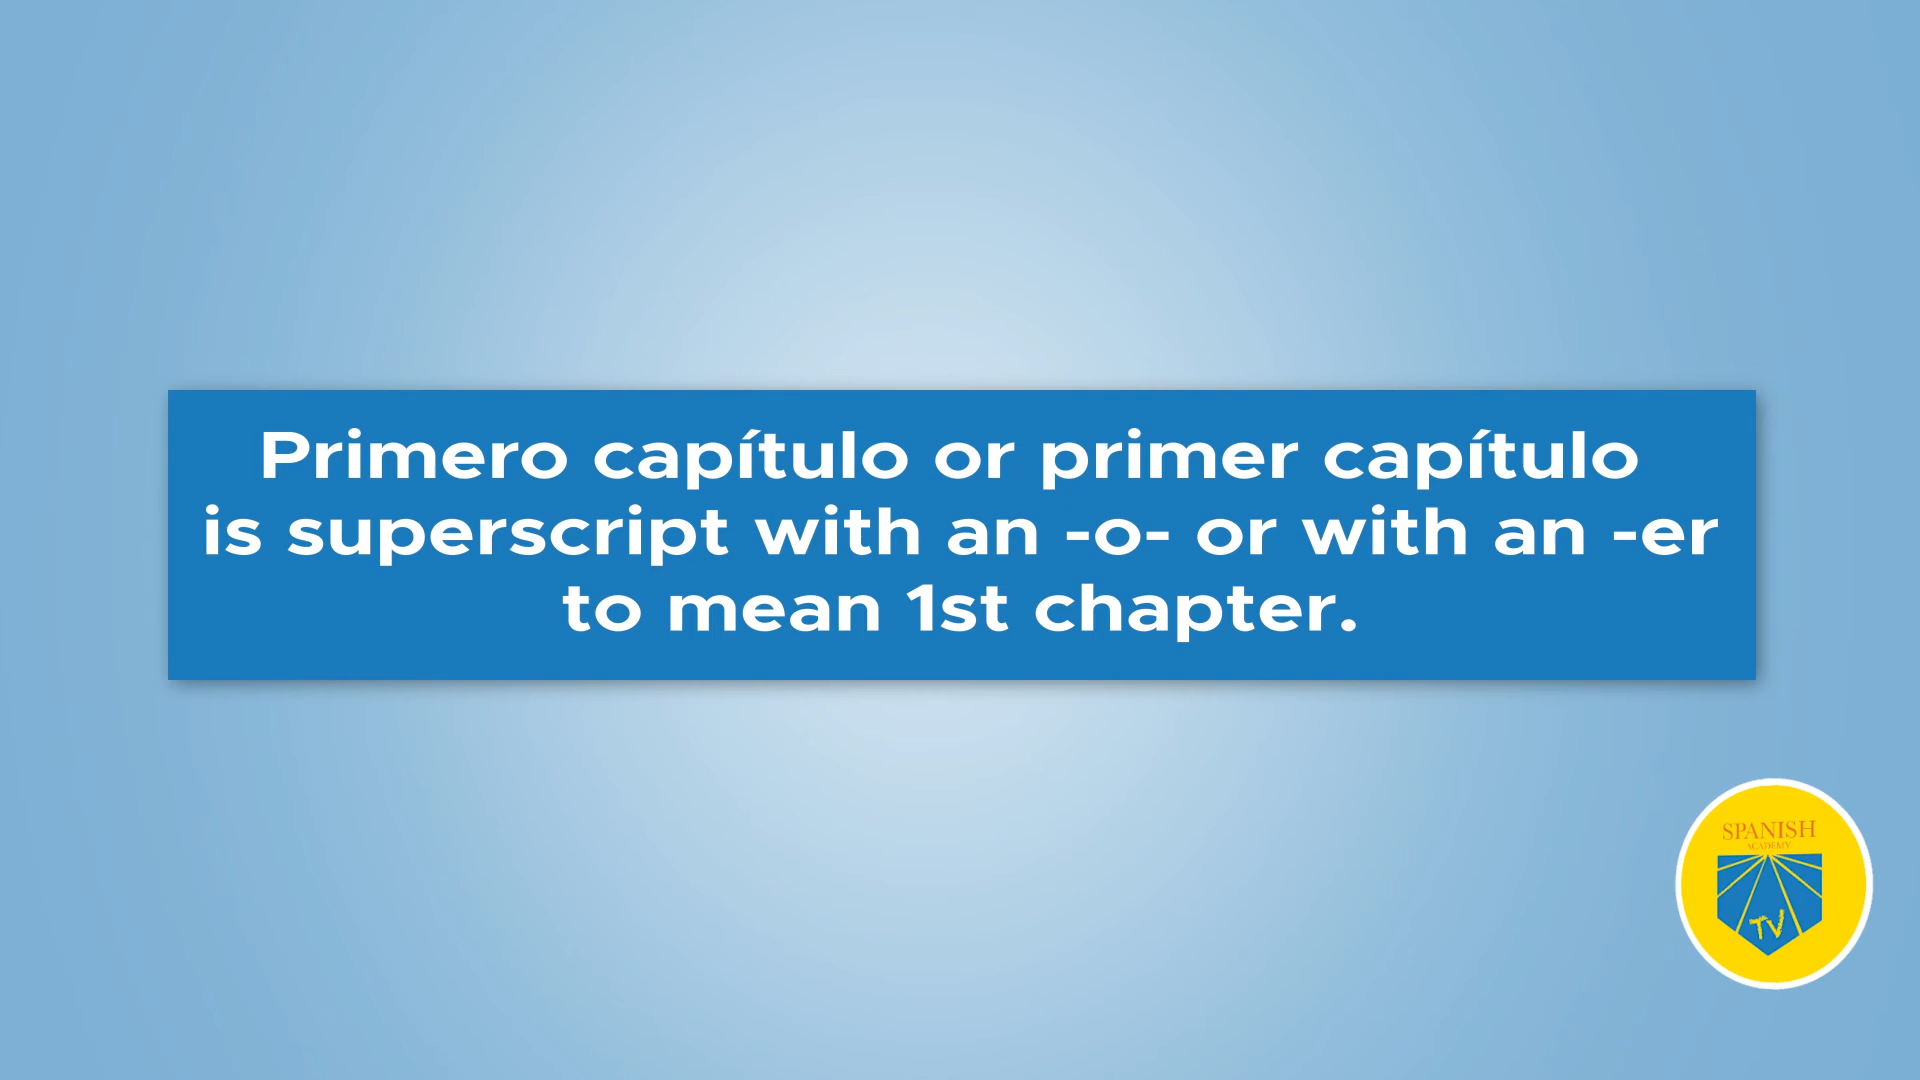 Primero capítulo or primer capítulo
is superscript with an -o- or with an -er
to mean 1st chapter.
SPANISH
ACADEMY
TV